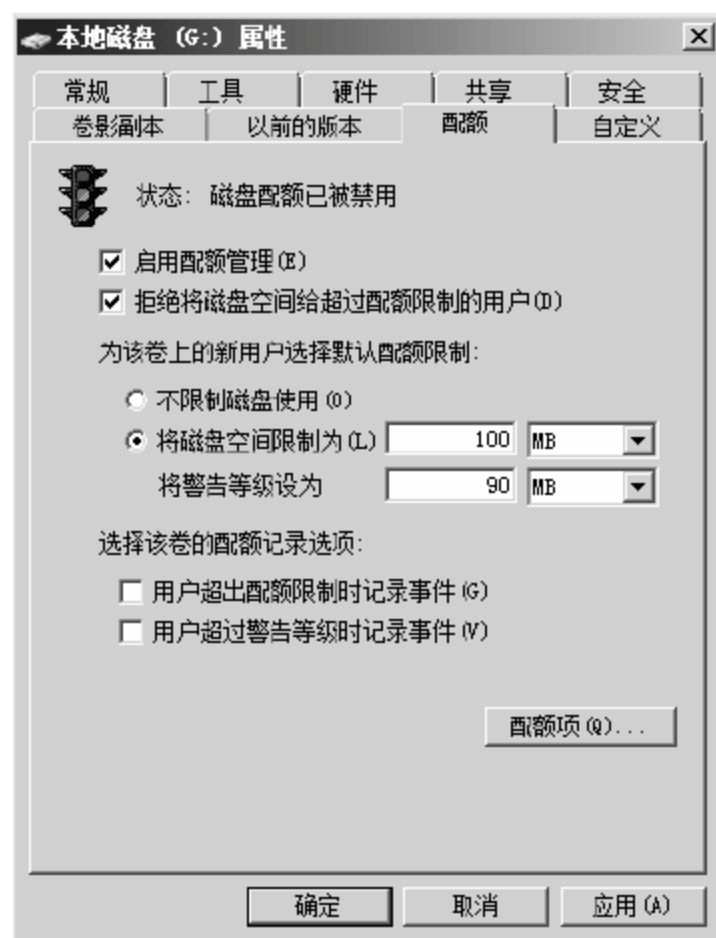 本地磁盘 (G:) 属性
常规 工具 硬件 共享 安全
卷影副本 以前的版本 配额 自定义
状态: 磁盘配额已被禁用
启用配额管理(E)
拒绝将磁盘空间给超过配额限制的用户(D)
为该卷上的新用户选择默认配额限制:
不限制磁盘使用(O)
将磁盘空间限制为(L) 100 MB
将警告等级设为 90 MB
选择该卷的配额记录选项:
用户超出配额限制时记录事件(G)
用户超过警告等级时记录事件(V)
配额项(Q)...
确定 取消 应用(A)